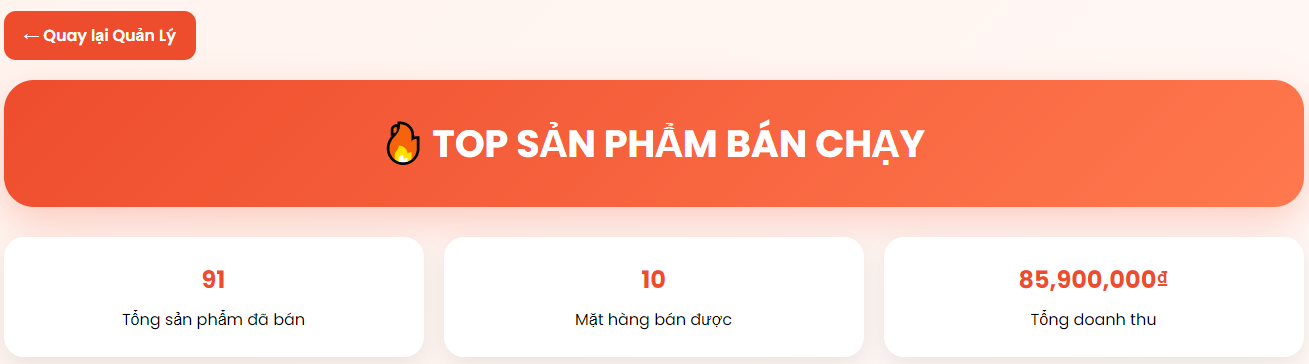 ← Quay lại Quản Lý
🔥 TOP SẢN PHẨM BÁN CHẠY
91
Tổng sản phẩm đã bán
10
Mặt hàng bán được
85,900,000₫
Tổng doanh thu